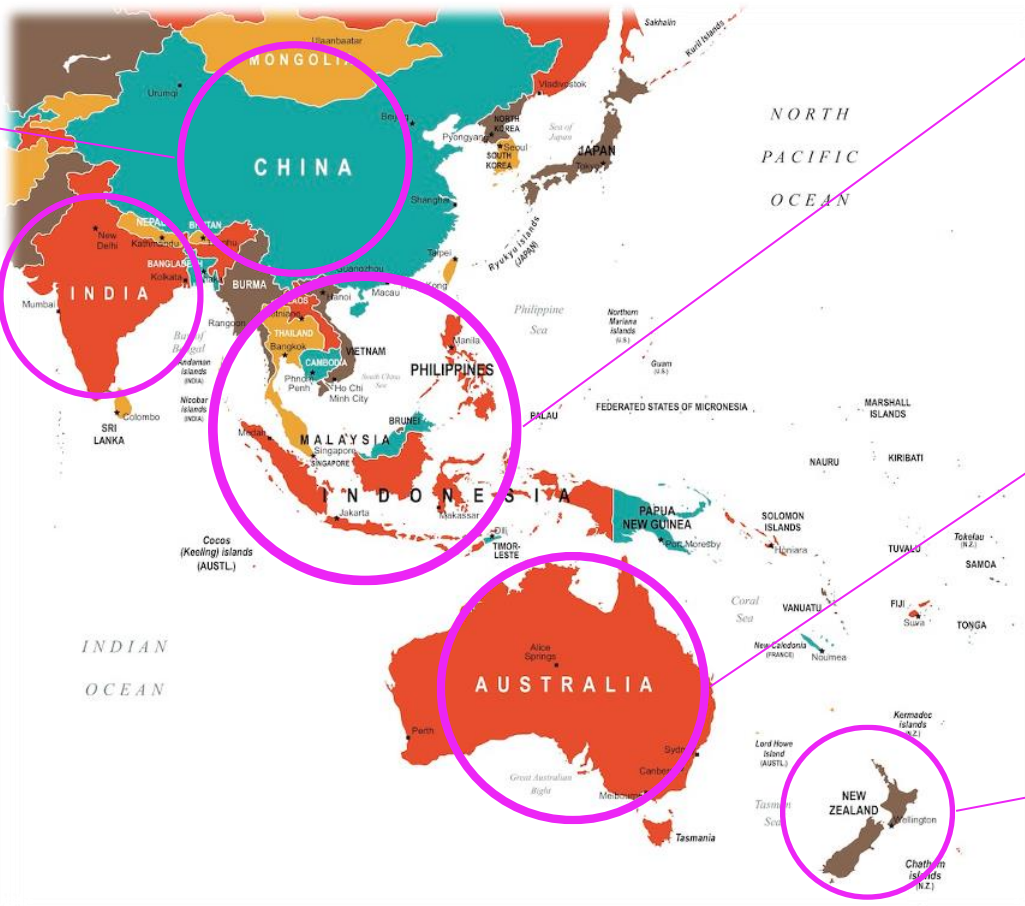 Sakhalin
Kuril Islands
Ulaanbaatar
MONGOLIA
Urumqi
Vladivostok
Beijing
NORTH
KOREA
Pyongyang
Sea of
Japan
Seoul
SOUTH
KOREA
JAPAN
Tokyo
NORTH
PACIFIC
OCEAN
CHINA
Shanghai
New
Delhi
NEPAL
Kathmandu
BHUTAN
Thimphu
BANGLADESH
Dhaka
Kolkata
Taipei
Ryukyu Islands
(JAPAN)
Guangzhou
Macau
Kong
INDIA
Mumbai
BURMA
Rangoon
Hanoi
LAOS
Vientiane
THAILAND
Bangkok
VIETNAM
CAMBODIA
Phnom
Penh
Ho Chi
Minh City
South China
Sea
Bay of
Bengal
Andaman
islands
(INDIA)
Nicobar
islands
(INDIA)
Colombo
SRI
LANKA
Philippine
Sea
Northern
Mariana
islands
(U.S.)
Guam
(U.S.)
Manila
PHILIPPINES
PALAU
FEDERATED STATES OF MICRONESIA
MARSHALL
ISLANDS
BRUNEI
Medan
MALAYSIA
Singapore
SINGAPORE
NAURU
KIRIBATI
INDONESIA
Jakarta
Makassar
Dili
TIMOR-
LESTE
PAPUA
NEW GUINEA
Port Moresby
SOLOMON
ISLANDS
Honiara
TUVALU
Tokelau
(N.Z.)
SAMOA
Cocos
(Keeling) islands
(AUSTL.)
Coral
Sea
VANUATU
FIJI
Suva
TONGA
New Caledonia
(FRANCE)
Noumea
INDIAN
OCEAN
Alice
Springs
AUSTRALIA
Perth
Sydney
Canberra
Melbourne
Great Australian
Bight
Tasmania
Lord Howe
Island
(AUSTL.)
Kermadec
islands
(N.Z.)
Tasman
Sea
NEW
ZEALAND
Wellington
Chatham
islands
(N.Z.)